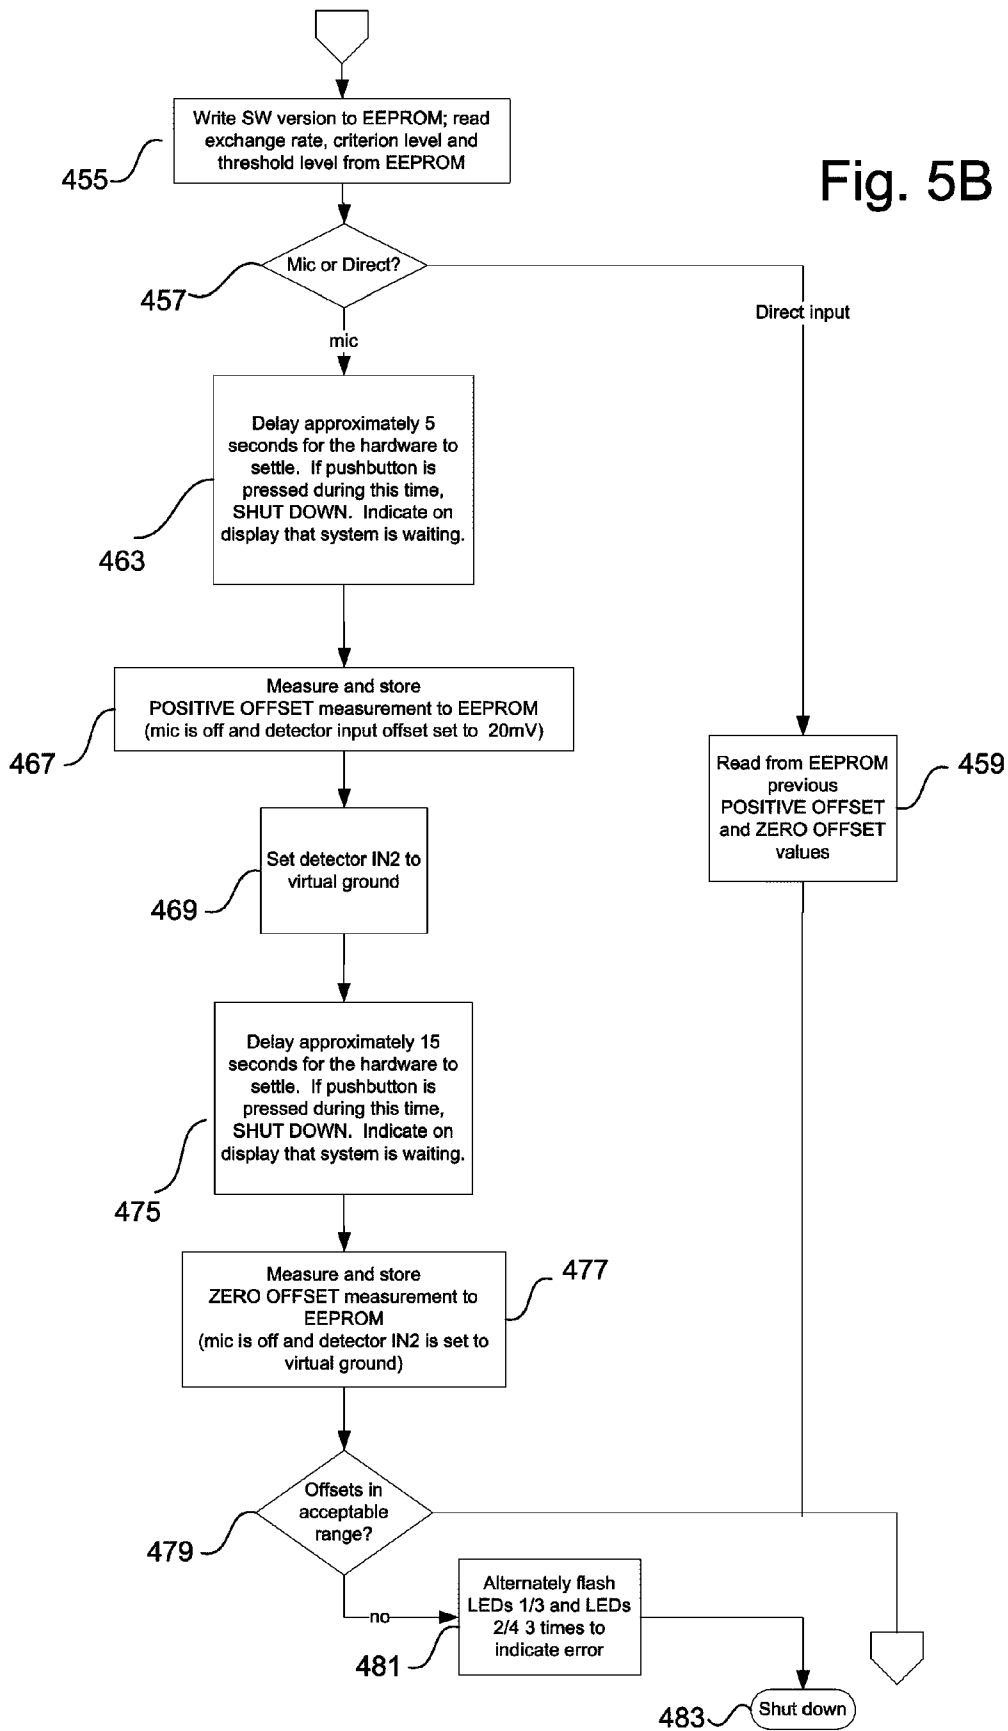 Write SW version to EEPROM; read
exchange rate, criterion level and
threshold level from EEPROM
455
Fig. 5B
Mic or Direct?
457
Direct input
mic
Delay approximately 5
seconds for the hardware to
settle. If pushbutton is
pressed during this time,
SHUT DOWN. Indicate on
display that system is waiting.
463
Measure and store
POSITIVE OFFSET measurement to EEPROM
(mic is off and detector input offset set to 20mV)
467
Read from EEPROM
previous
POSITIVE OFFSET
and ZERO OFFSET
values
459
Set detector IN2 to
virtual ground
469
Delay approximately 15
seconds for the hardware to
settle. If pushbutton is
pressed during this time,
SHUT DOWN. Indicate on
display that system is waiting.
475
Measure and store
ZERO OFFSET measurement to
EEPROM
(mic is off and detector IN2 is set to
virtual ground)
477
Offsets in
acceptable
range?
479
no
Alternately flash
LEDs 1/3 and LEDs
2/4 3 times to
indicate error
481
Shut down
483